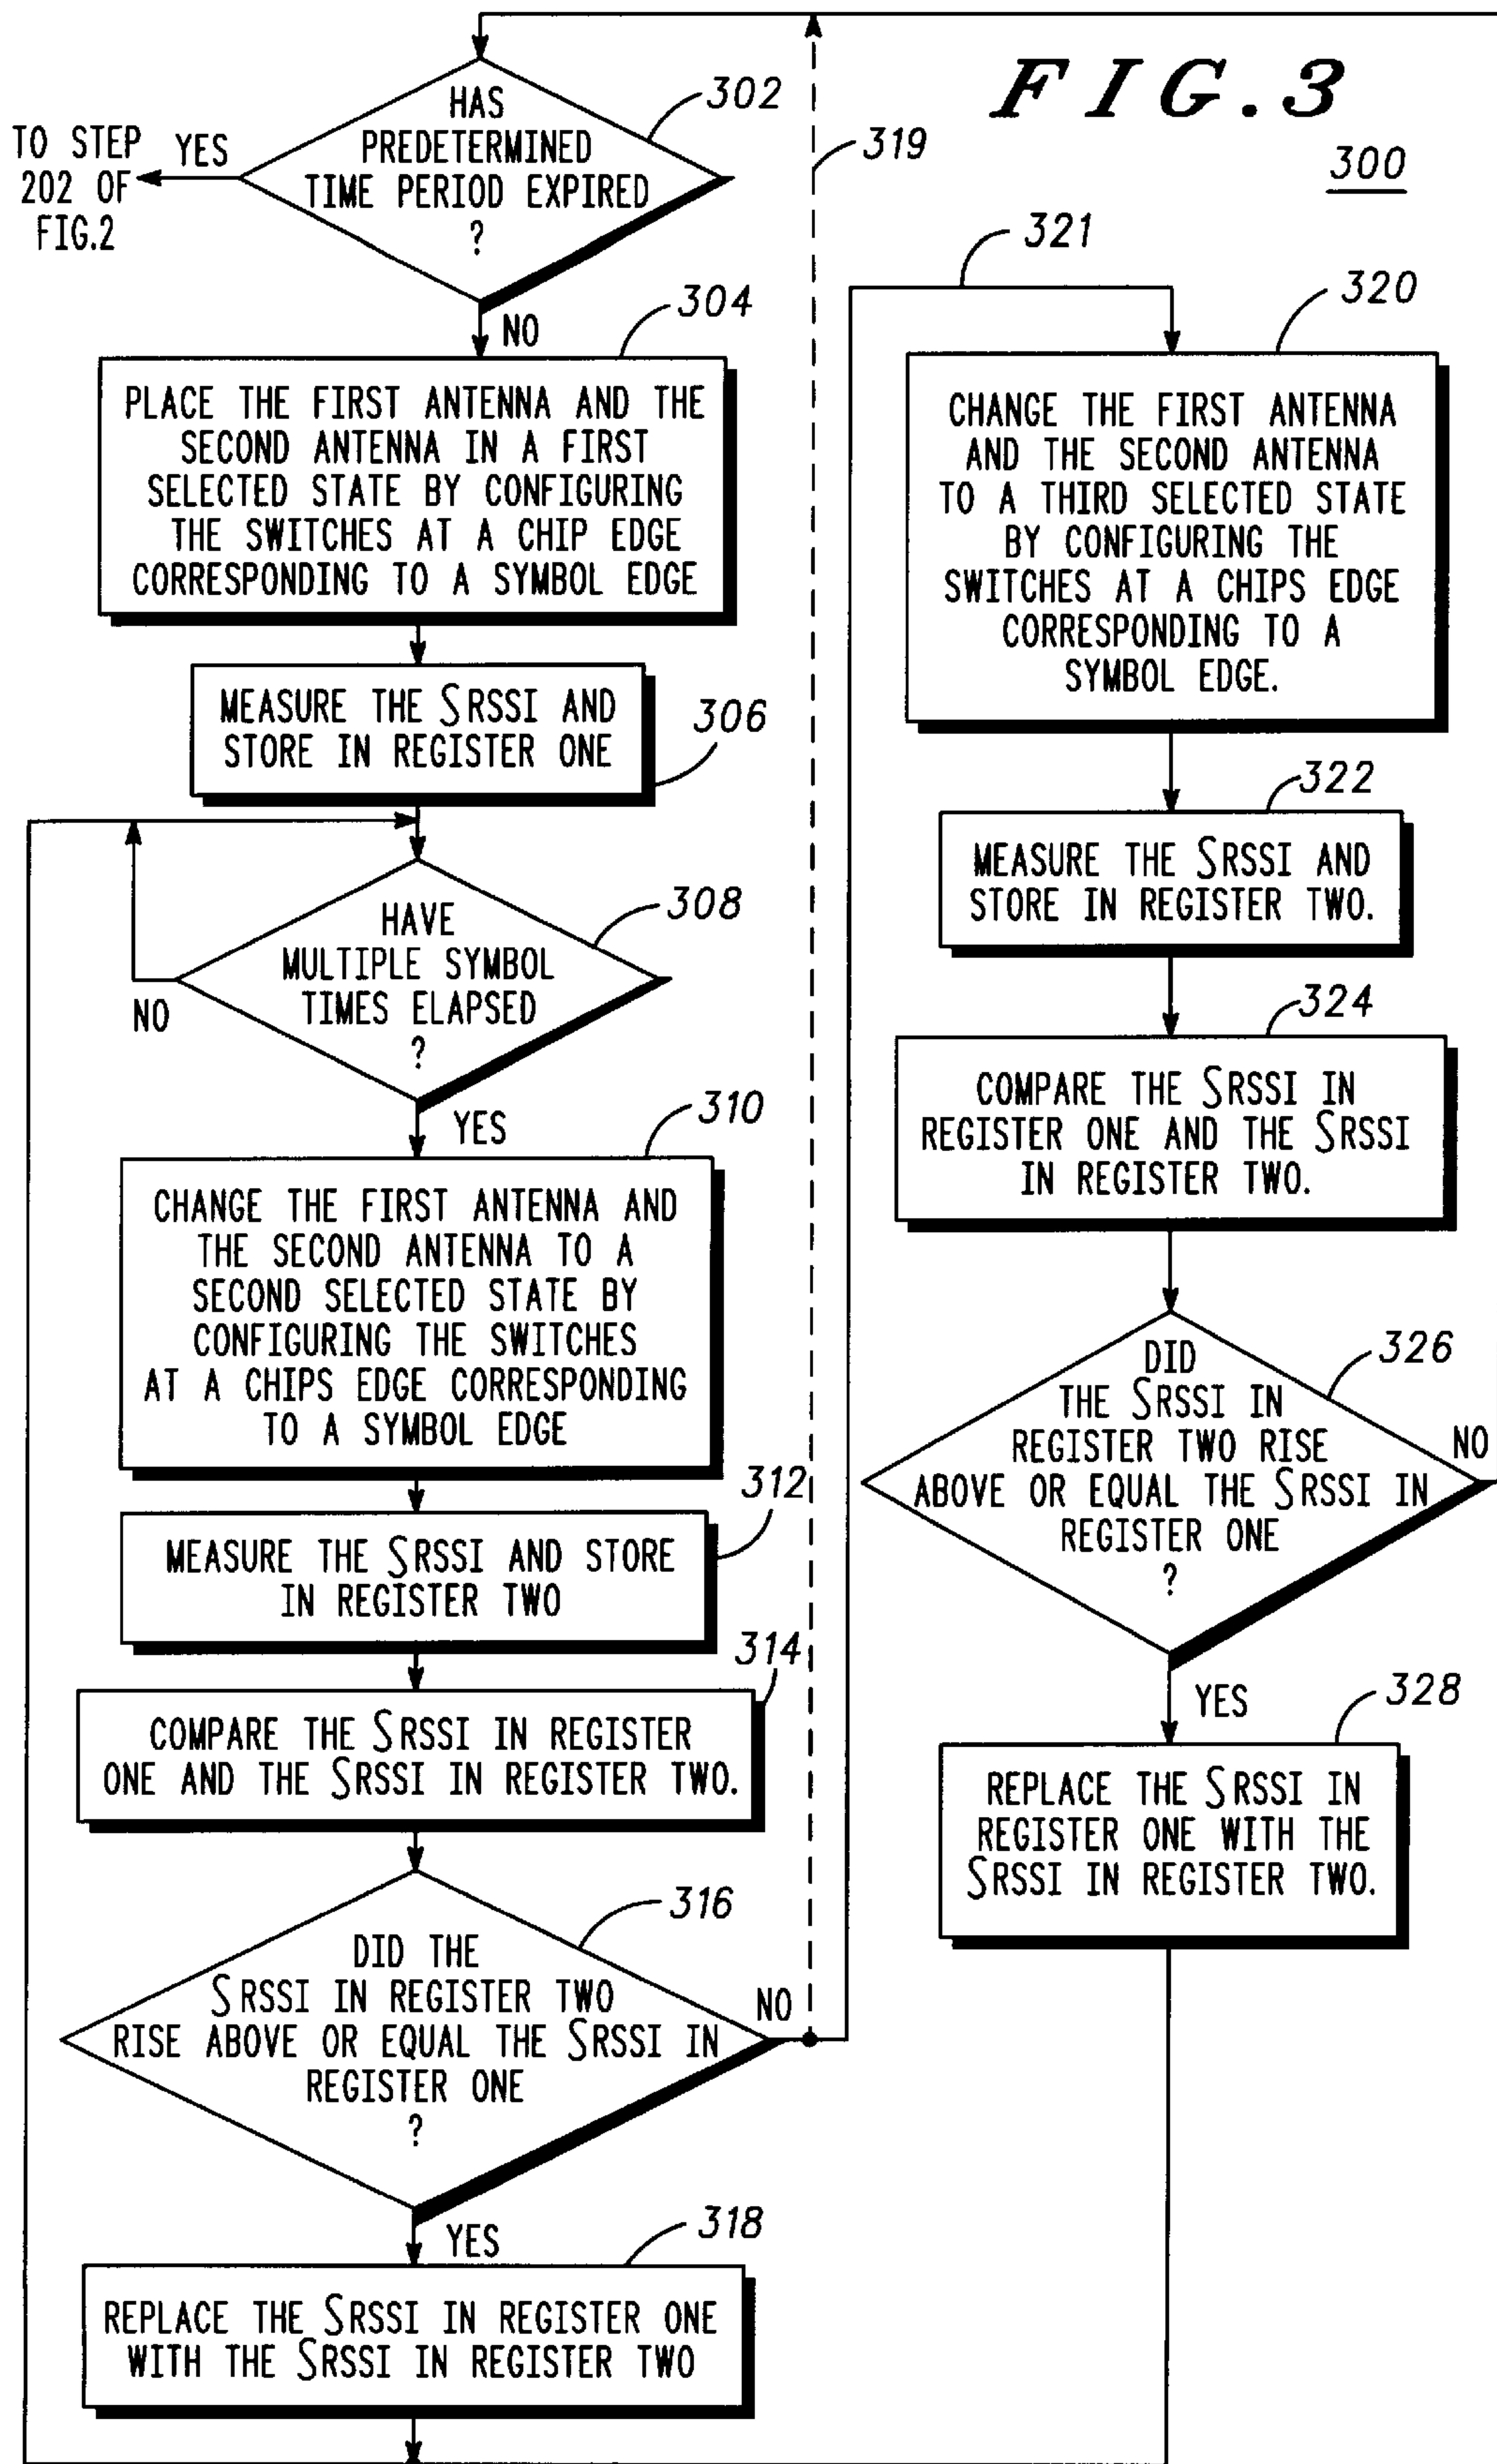 FIG.3
300
302
HAS
PREDETERMINED
TIME PERIOD EXPIRED
?
YES
TO STEP
202 OF
FIG.2
NO
304
PLACE THE FIRST ANTENNA AND THE
SECOND ANTENNA IN A FIRST
SELECTED STATE BY CONFIGURING
THE SWITCHES AT A CHIP EDGE
CORRESPONDING TO A SYMBOL EDGE
306
MEASURE THE SRSSI AND
STORE IN REGISTER ONE
308
HAVE
MULTIPLE SYMBOL
TIMES ELAPSED
?
NO
YES
310
CHANGE THE FIRST ANTENNA AND
THE SECOND ANTENNA TO A
SECOND SELECTED STATE BY
CONFIGURING THE SWITCHES
AT A CHIPS EDGE CORRESPONDING
TO A SYMBOL EDGE
312
MEASURE THE SRSSI AND STORE
IN REGISTER TWO
314
COMPARE THE SRSSI IN REGISTER
ONE AND THE SRSSI IN REGISTER TWO.
316
DID THE
SRSSI IN REGISTER TWO
RISE ABOVE OR EQUAL THE SRSSI IN
REGISTER ONE
?
NO
YES
318
REPLACE THE SRSSI IN REGISTER ONE
WITH THE SRSSI IN REGISTER TWO
319
321
320
CHANGE THE FIRST ANTENNA
AND THE SECOND ANTENNA
TO A THIRD SELECTED STATE
BY CONFIGURING THE
SWITCHES AT A CHIPS EDGE
CORRESPONDING TO A
SYMBOL EDGE.
322
MEASURE THE SRSSI AND
STORE IN REGISTER TWO.
324
COMPARE THE SRSSI IN
REGISTER ONE AND THE SRSSI
IN REGISTER TWO.
326
DID
THE SRSSI IN
REGISTER TWO RISE
ABOVE OR EQUAL THE SRSSI IN
REGISTER ONE
?
NO
YES
328
REPLACE THE SRSSI IN
REGISTER ONE WITH THE
SRSSI IN REGISTER TWO.